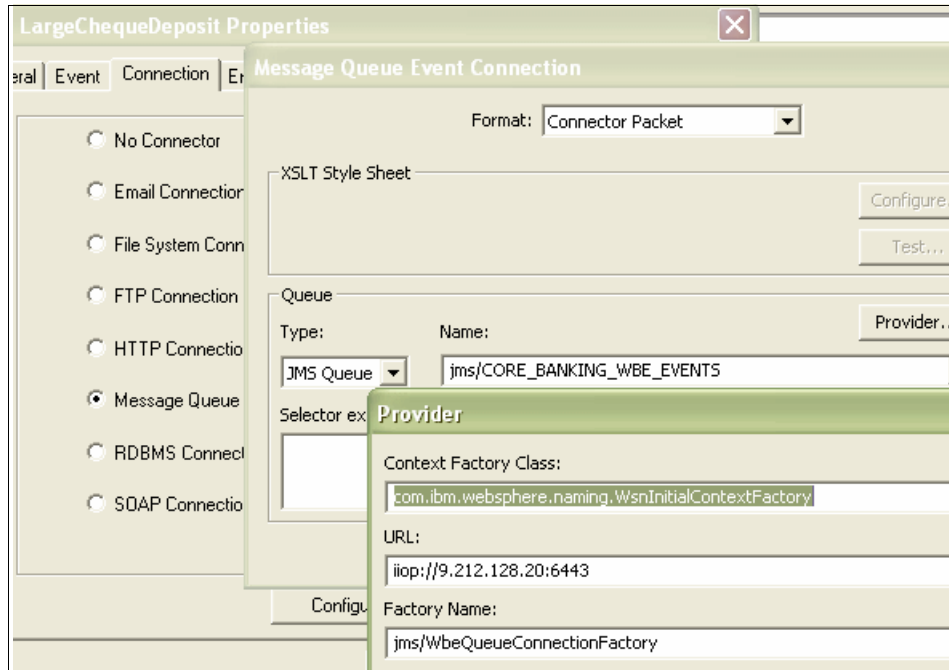 LargeChequeDeposit Properties
eral Event Connection Er
No Connector
Email Connection
File System Conn
FTP Connection
HTTP Connectio
Message Queue
RDBMS Connect
SOAP Connectio
Configu
Message Queue Event Connection
Format: Connector Packet
XSLT Style Sheet
Configure.
Test...
Queue
Provider..
Type: Name:
JMS Queue jms/CORE_BANKING_WBE_EVENTS
Selector ex
Provider
Context Factory Class:
com.ibm.websphere.naming.WsnInitialContextFactory
URL:
iiop://9.212.128.20:6443
Factory Name:
jms/WbeQueueConnectionFactory